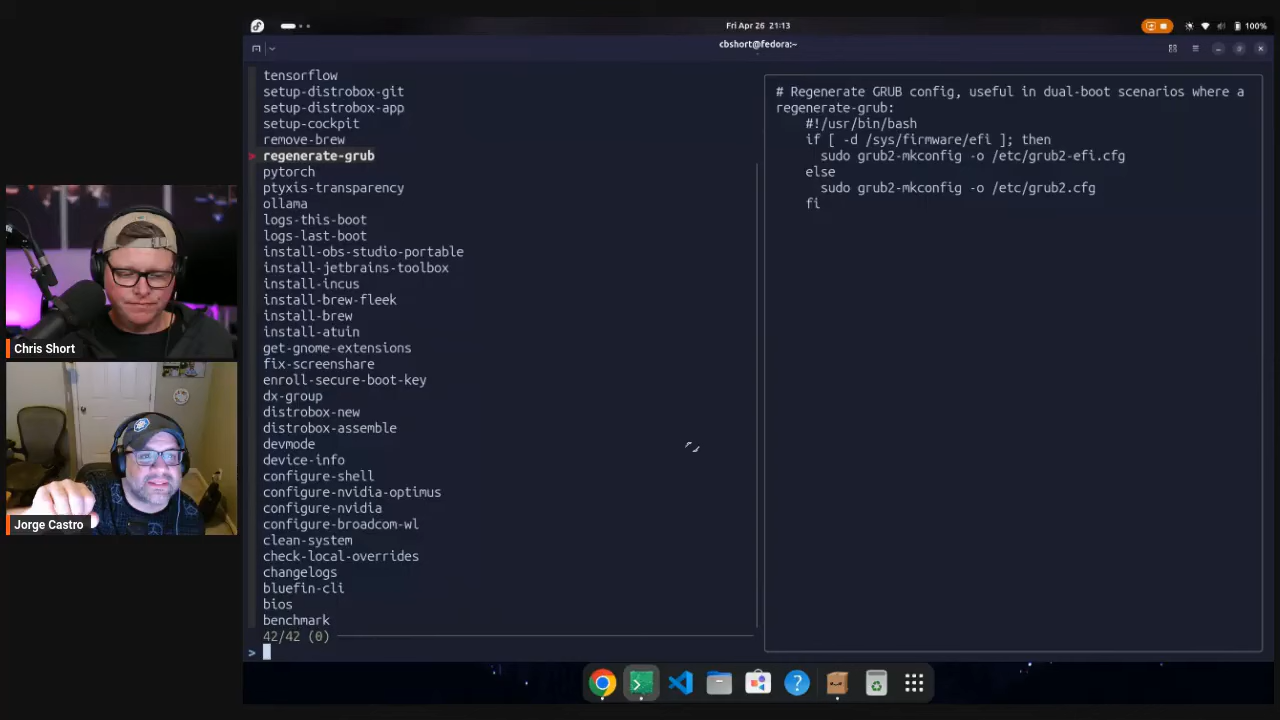 Fri Apr 26 21:13
100%
cbshort@fedora:~
tensorflow
setup-distrobox-git
setup-distrobox-app
setup-cockpit
remove-brew
regenerate-grub
pytorch
ptyxis-transparency
ollama
logs-this-boot
logs-last-boot
install-obs-studio-portable
install-jetbrains-toolbox
install-incus
install-brew-fleek
install-brew
install-atuin
get-gnome-extensions
fix-screenshare
enroll-secure-boot-key
dx-group
distrobox-new
distrobox-assemble
devmode
device-info
configure-shell
configure-nvidia-optimus
configure-nvidia
configure-broadcom-wl
clean-system
check-local-overrides
changelogs
bluefin-cli
bios
benchmark
42/42 (0)
>
# Regenerate GRUB config, useful in dual-boot scenarios where a
regenerate-grub:
#!/usr/bin/bash
if [ -d /sys/firmware/efi ]; then
sudo grub2-mkconfig -o /etc/grub2-efi.cfg
else
sudo grub2-mkconfig -o /etc/grub2.cfg
fi
Chris Short
Jorge Castro